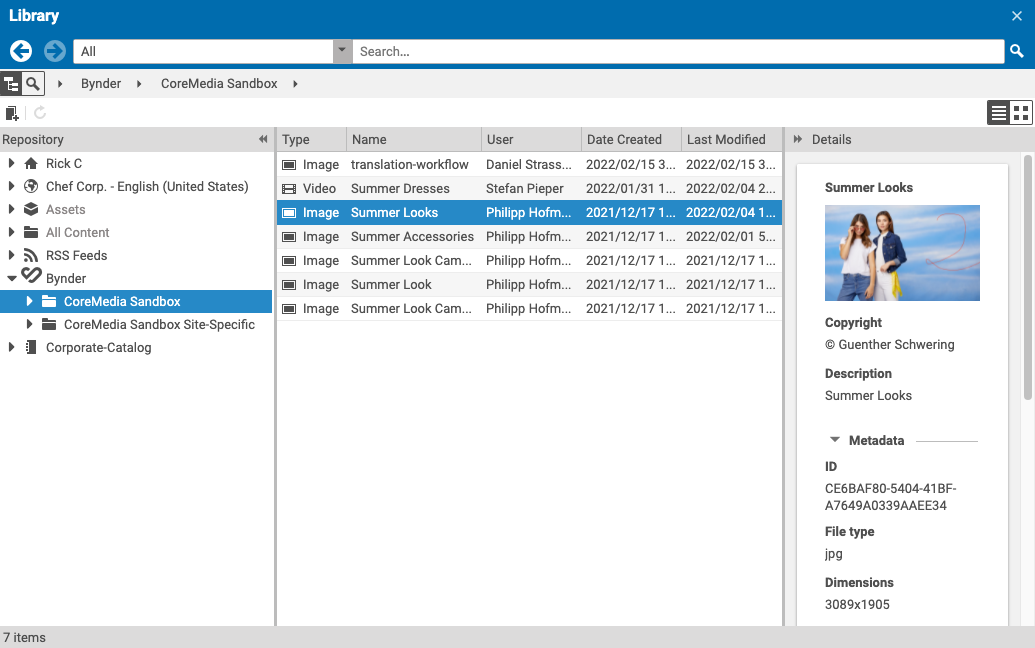 Library
All
Search...
Bynder
CoreMedia Sandbox
Repository
Type
Name
User
Date Created
Last Modified
Details
Rick C
Chef Corp. - English (United States)
Assets
All Content
RSS Feeds
Bynder
CoreMedia Sandbox
CoreMedia Sandbox Site-Specific
Corporate-Catalog
Image translation-workflow Daniel Strass... 2022/02/15 3... 2022/02/15 3...
Video Summer Dresses Stefan Pieper 2022/01/31 1... 2022/02/04 2...
Image Summer Looks Philipp Hofm... 2021/12/17 1... 2022/02/04 1...
Image Summer Accessories Philipp Hofm... 2021/12/17 1... 2022/02/01 5...
Image Summer Look Cam... Philipp Hofm... 2021/12/17 1... 2021/12/17 1...
Image Summer Look Philipp Hofm... 2021/12/17 1... 2021/12/17 1...
Image Summer Look Cam... Philipp Hofm... 2021/12/17 1... 2021/12/17 1...
Summer Looks
Copyright
© Guenther Schwering
Description
Summer Looks
Metadata
ID
CE6BAF80-5404-41BF-
A7649A0339AAEE34
File type
jpg
Dimensions
3089x1905
7 items